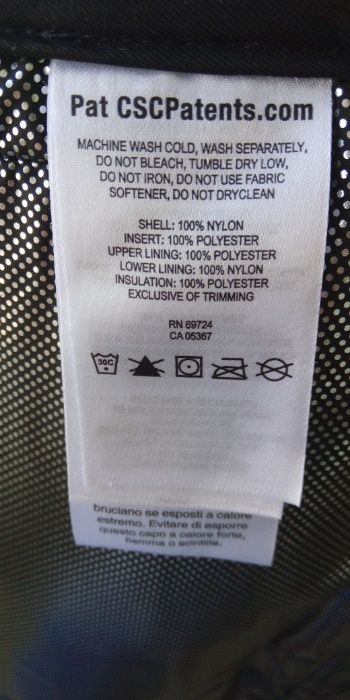 Pat CSCPatents.com
MACHINE WASH COLD, WASH SEPARATELY,
DO NOT BLEACH, TUMBLE DRY LOW,
DO NOT IRON, DO NOT USE FABRIC
SOFTENER, DO NOT DRYCLEAN
SHELL: 100% NYLON
INSERT: 100% POLYESTER
UPPER LINING: 100% POLYESTER
LOWER LINING: 100% NYLON
INSULATION: 100% POLYESTER
EXCLUSIVE OF TRIMMING
RN 69724
CA 05367
30C
bruciano se esposti a calore
estremo. Evitare di esporre
questo capo a calore forte,
fiamma o scintille.